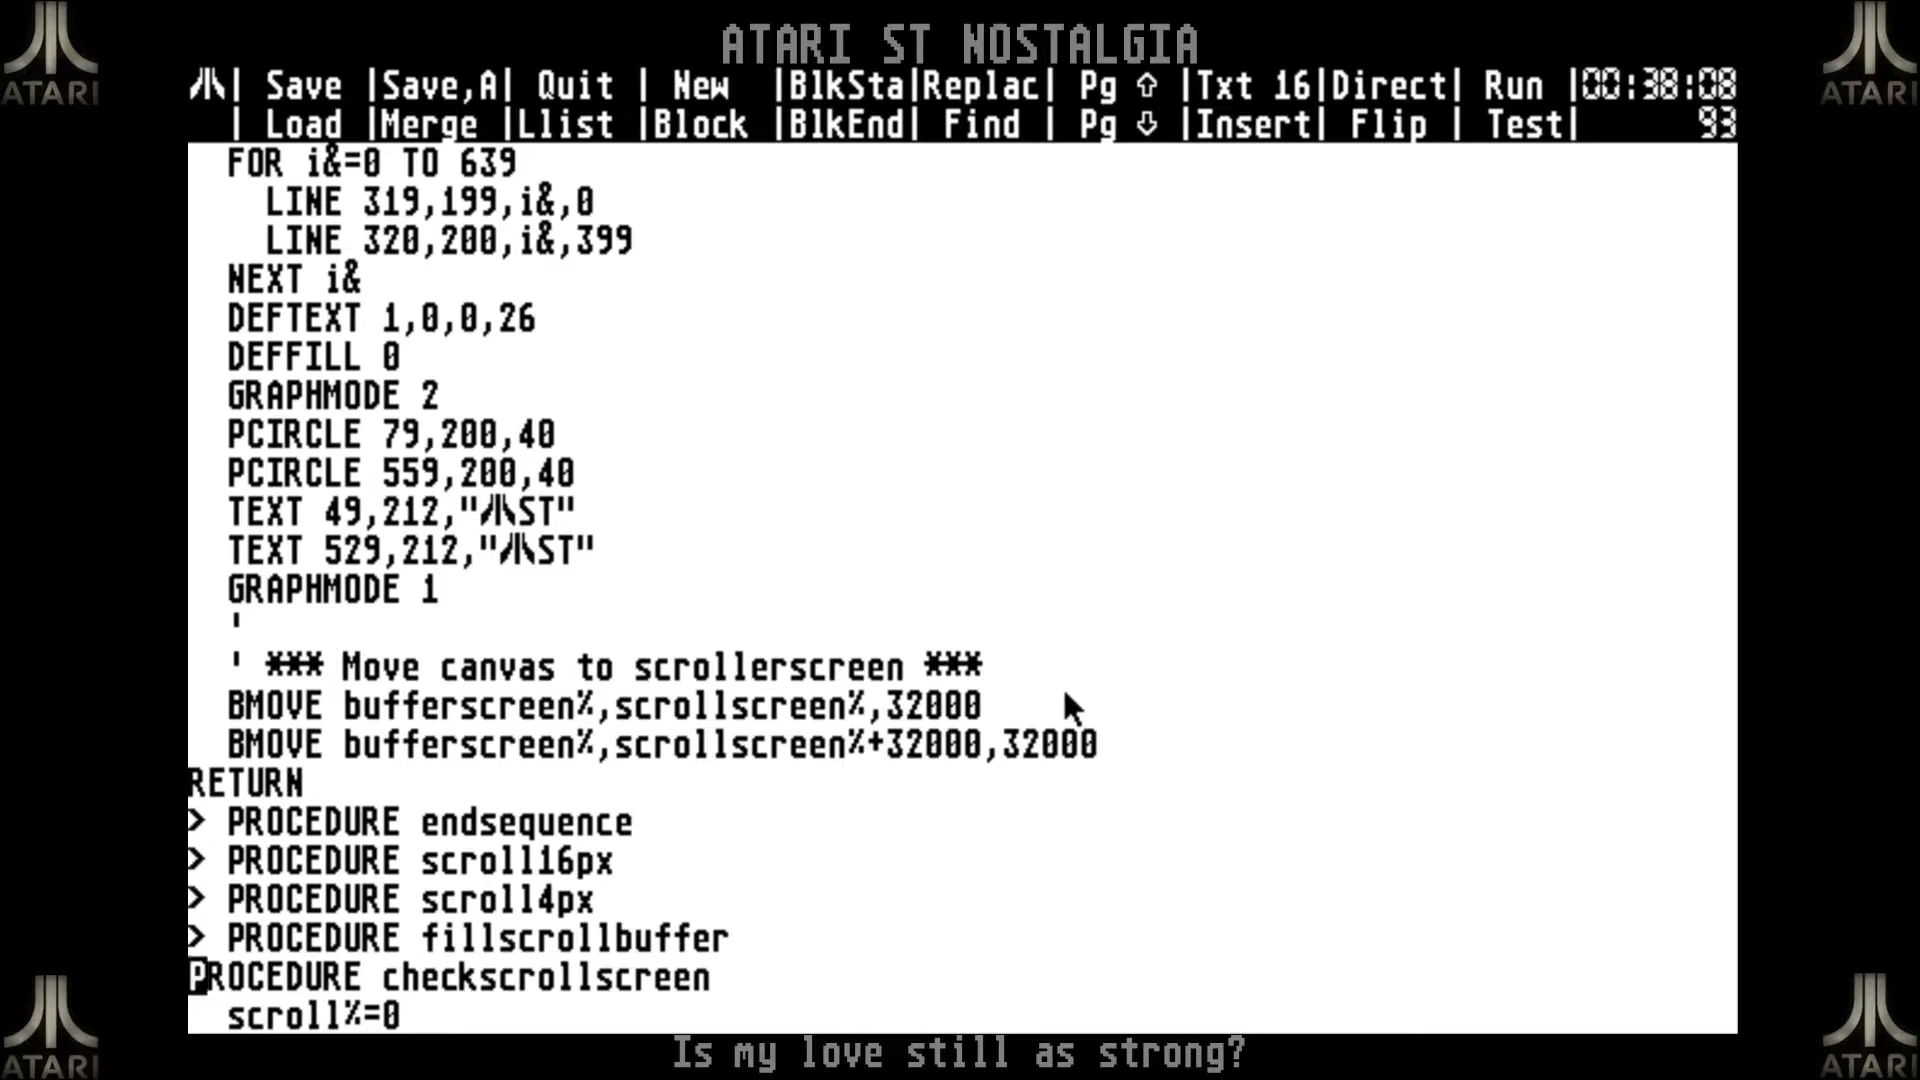 ATARI ST NOSTALGIA
ATARI
ATARI
| Save |Save,A| Quit | New |BlkSta|Replac| Pg ⇧ |Txt 16|Direct| Run |00:38:08
| Load |Merge |Llist |Block |BlkEnd| Find | Pg ⇩ |Insert| Flip | Test| 93
FOR i&=0 TO 639
LINE 319,199,i&,0
LINE 320,200,i&,399
NEXT i&
DEFTEXT 1,0,0,26
DEFFILL 0
GRAPHMODE 2
PCIRCLE 79,200,40
PCIRCLE 559,200,40
TEXT 49,212,"ST"
TEXT 529,212,"ST"
GRAPHMODE 1
'
' *** Move canvas to scrollerscreen ***
BMOVE bufferscreen%,scrollscreen%,32000
BMOVE bufferscreen%,scrollscreen%+32000,32000
RETURN
> PROCEDURE endsequence
> PROCEDURE scroll16px
> PROCEDURE scroll4px
> PROCEDURE fillscrollbuffer
PROCEDURE checkscrollscreen
scroll%=0
Is my love still as strong?
ATARI
ATARI